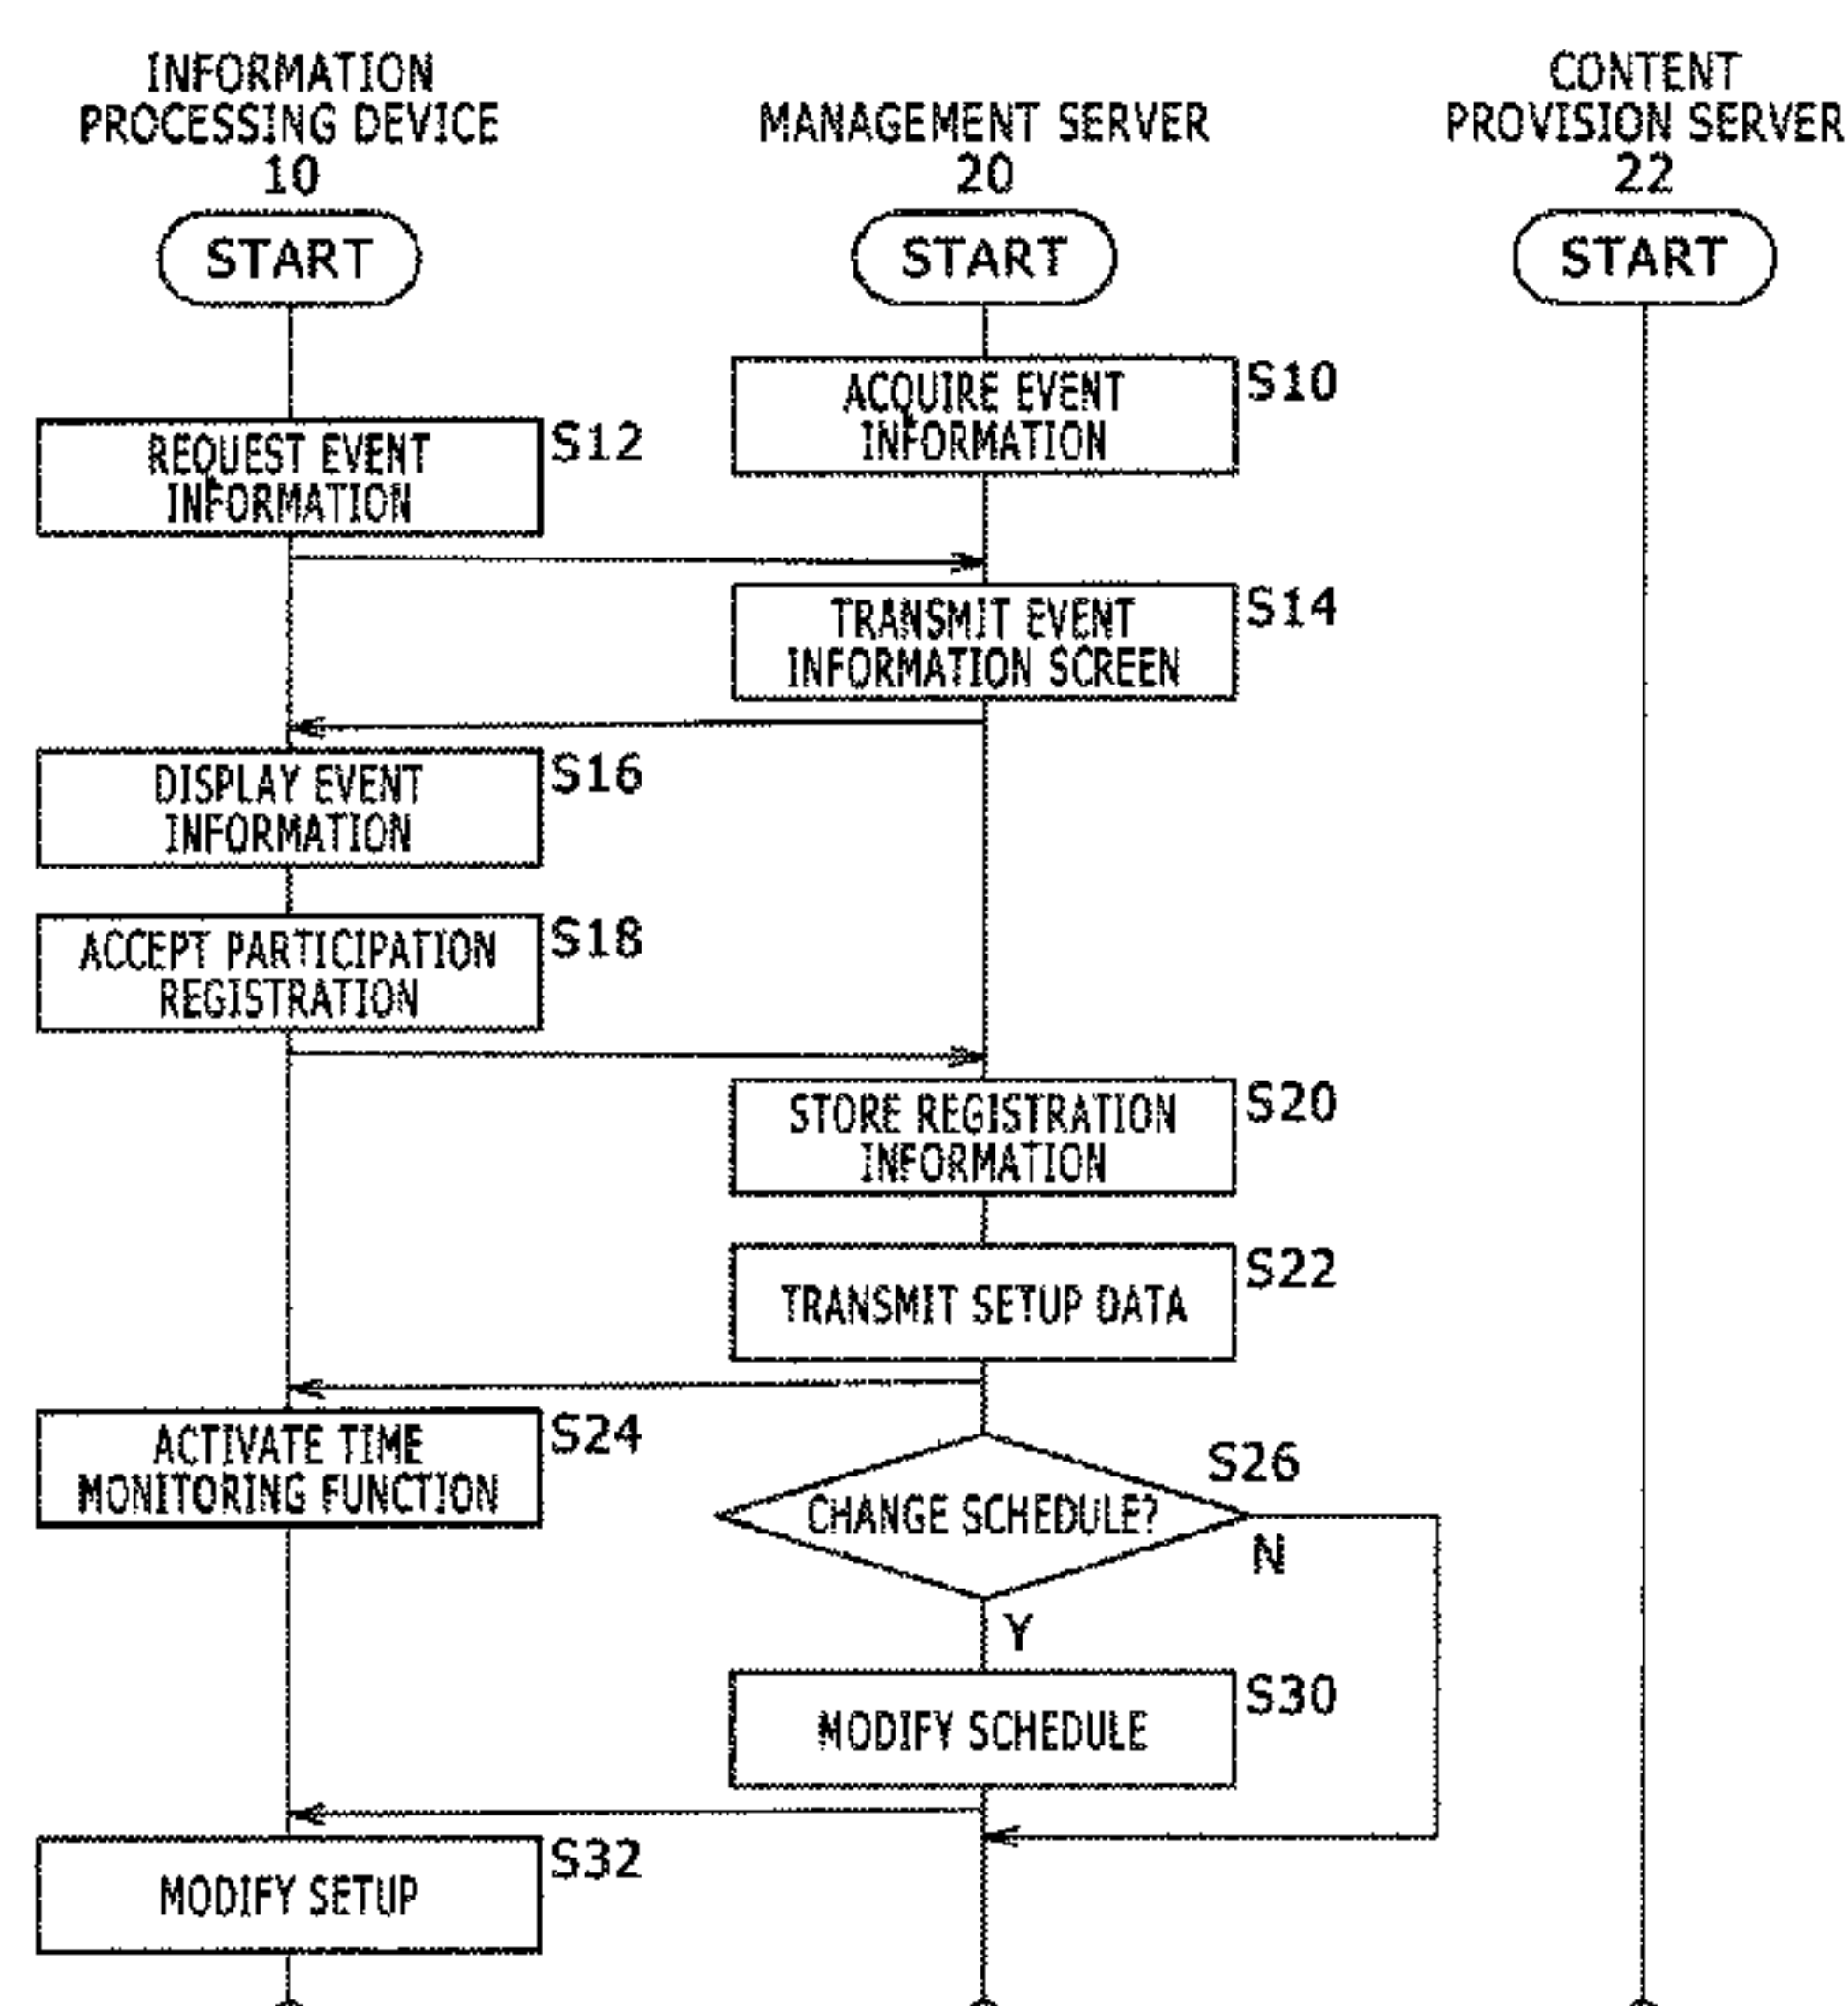 INFORMATION
PROCESSING DEVICE
10
MANAGEMENT SERVER
20
CONTENT
PROVISION SERVER
22
START
START
START
ACQUIRE EVENT
INFORMATION
S10
REQUEST EVENT
INFORMATION
S12
TRANSMIT EVENT
INFORMATION SCREEN
S14
DISPLAY EVENT
INFORMATION
S16
ACCEPT PARTICIPATION
REGISTRATION
S18
STORE REGISTRATION
INFORMATION
S20
TRANSMIT SETUP DATA
S22
ACTIVATE TIME
MONITORING FUNCTION
S24
CHANGE SCHEDULE?
S26
N
Y
MODIFY SCHEDULE
S30
MODIFY SETUP
S32